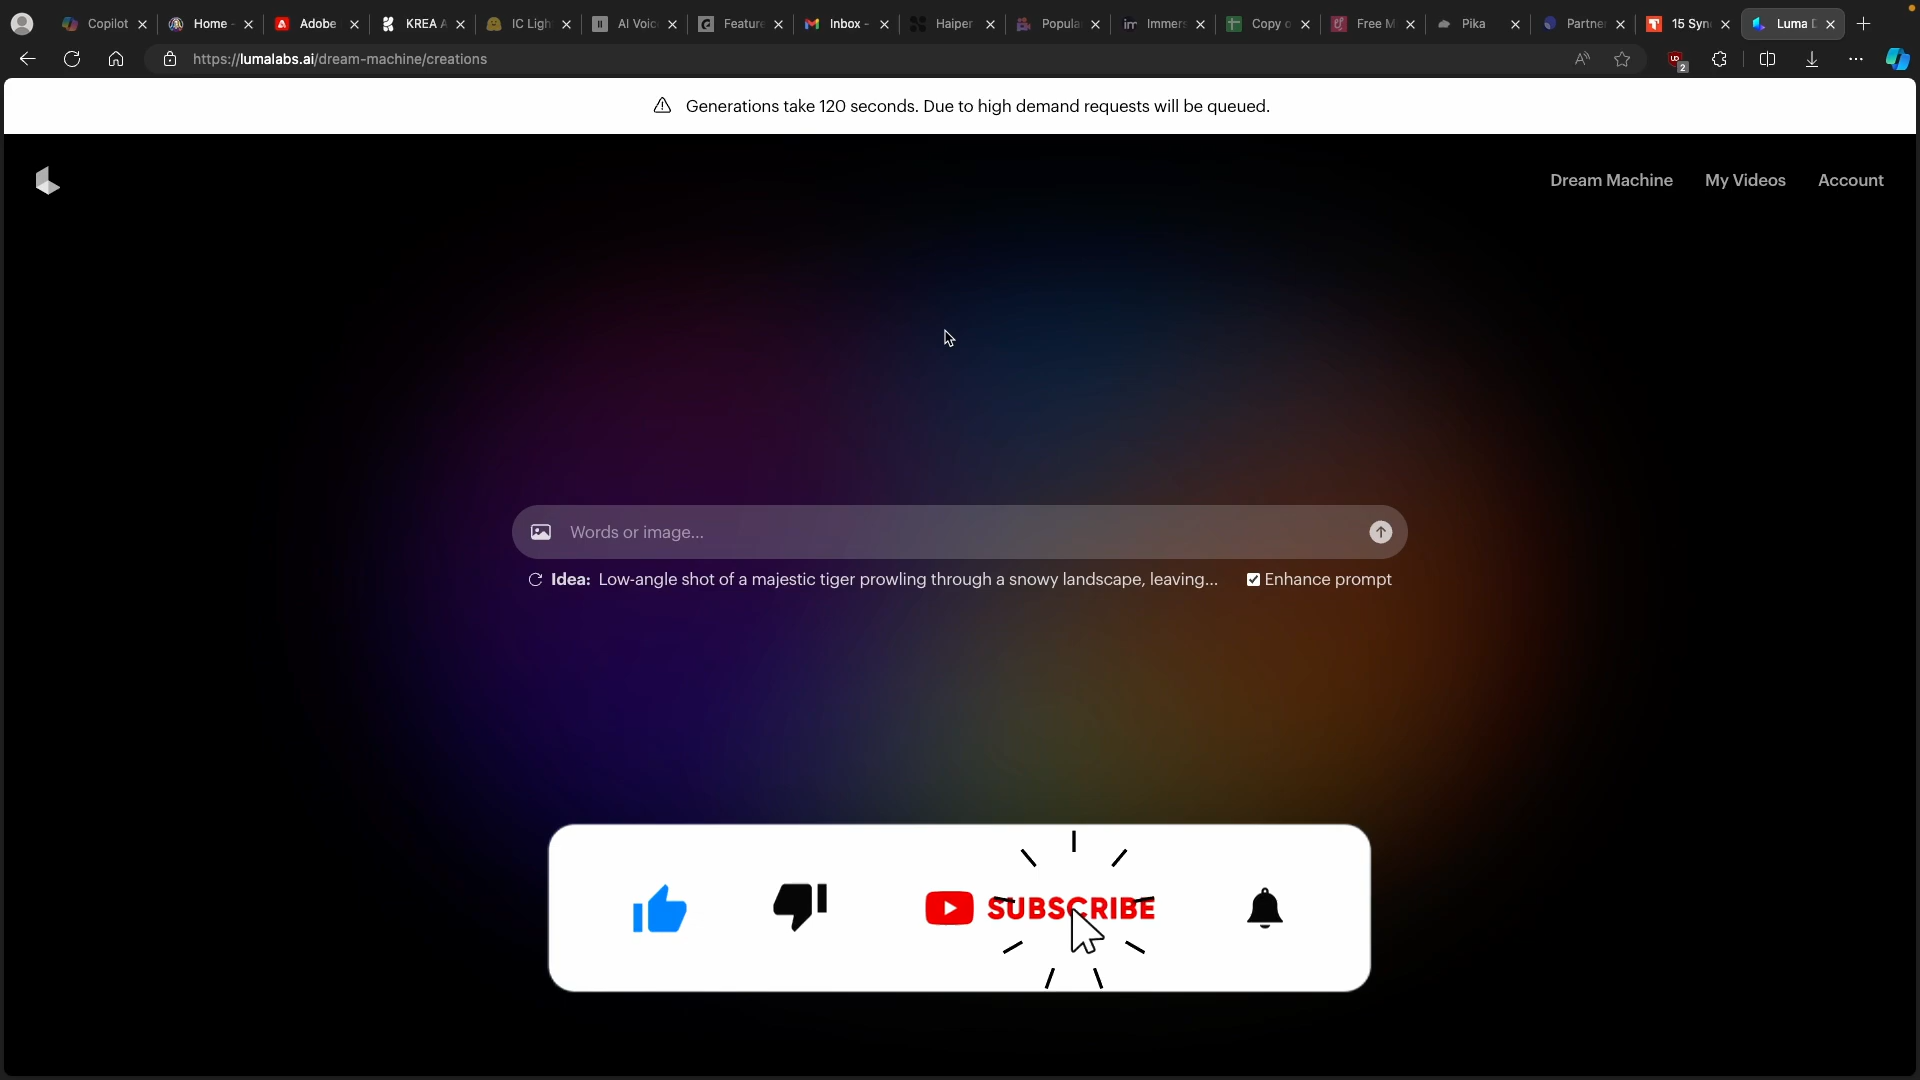 Copilot
Home
Adobe
KREA A
IC Ligh
AI Voic
Feature
Inbox -
Haiper
Popula
Immers
Copy o
Free M
Pika
Partne
15 Syn
Luma D
https://lumalabs.ai/dream-machine/creations
2
Generations take 120 seconds. Due to high demand requests will be queued.
Dream Machine
My Videos
Account
Words or image...
Idea: Low-angle shot of a majestic tiger prowling through a snowy landscape, leaving...
Enhance prompt
SUBSCRIBE